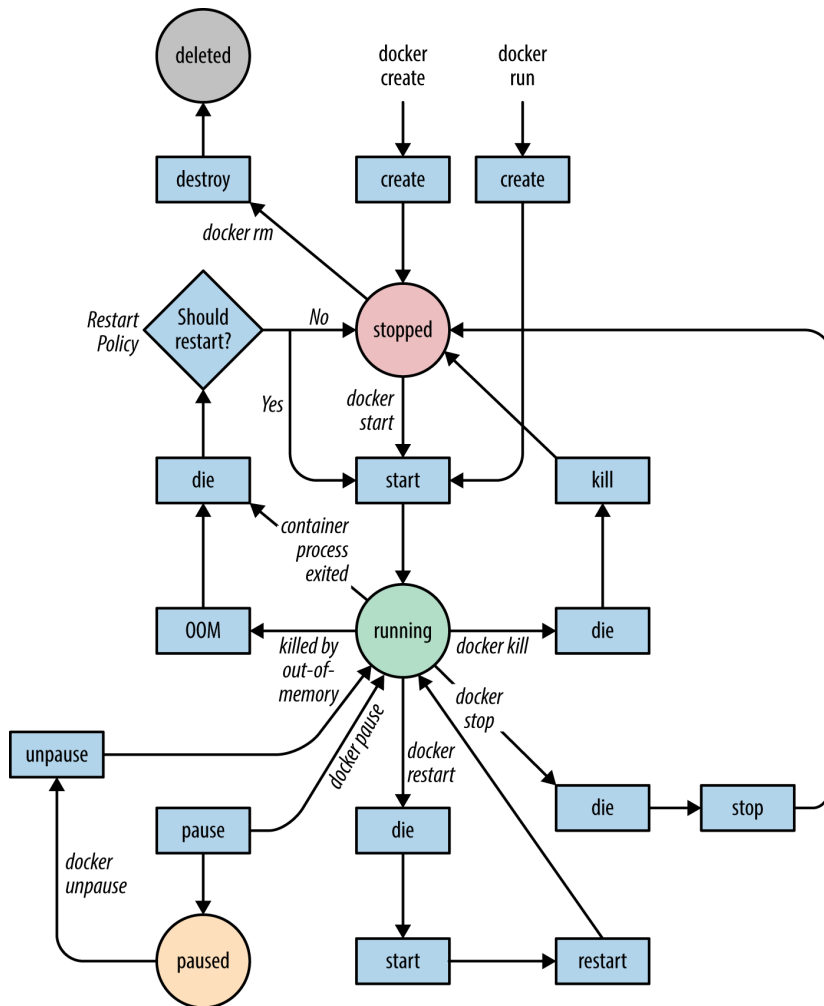 deleted
docker
create
docker
run
destroy
create
create
docker rm
Restart
Policy
Should
restart?
No
stopped
Yes
docker
start
die
start
kill
container
process
exited
OOM
killed by
out-of-
memory
running
docker kill
die
docker
stop
unpause
docker pause
docker
restart
pause
die
die
stop
docker
unpause
paused
start
restart